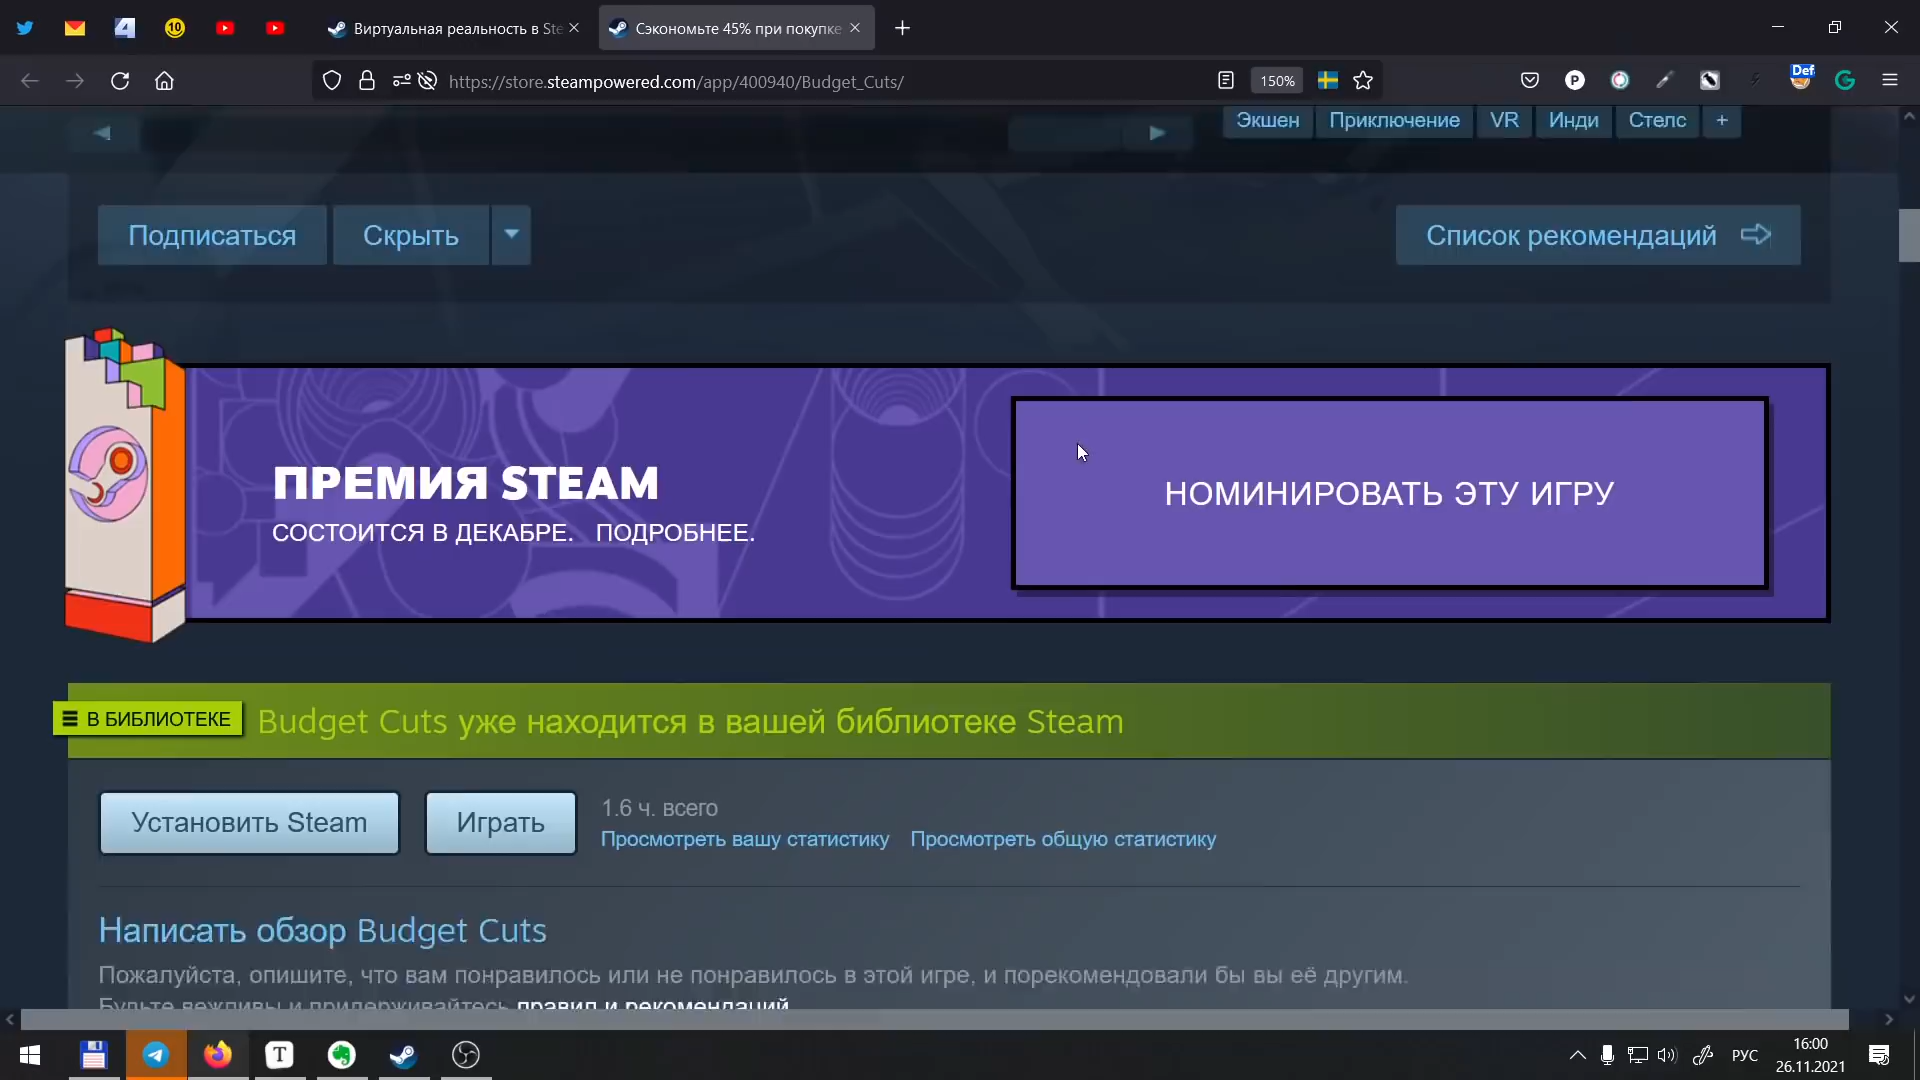 10
Виртуальная реальность в Ste
Сэкономьте 45% при покупке
https://store.steampowered.com/app/400940/Budget_Cuts/
150%
P
Def
G
Экшен
Приключение
VR
Инди
Стелс
+
Подписаться
Скрыть
Список рекомендаций
ПРЕМИЯ STEAM
СОСТОИТСЯ В ДЕКАБРЕ. ПОДРОБНЕЕ.
НОМИНИРОВАТЬ ЭТУ ИГРУ
В БИБЛИОТЕКЕ
Budget Cuts уже находится в вашей библиотеке Steam
Установить Steam
Играть
1.6 ч. всего
Просмотреть вашу статистику
Просмотреть общую статистику
Написать обзор Budget Cuts
Пожалуйста, опишите, что вам понравилось или не понравилось в этой игре, и порекомендовали бы вы её другим.
Будьте вежливы и придерживайтесь правил и рекомендаций
T
РУС
16:00
26.11.2021